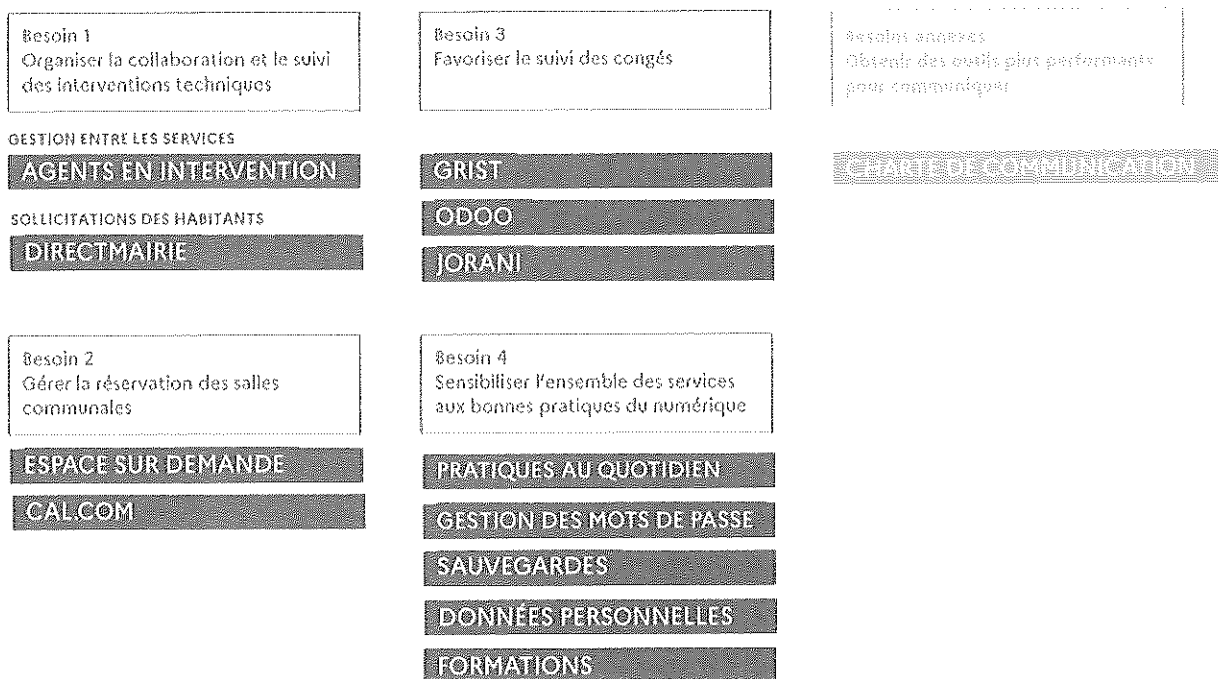 Besoin 1
Organiser la collaboration et le suivi
des interventions techniques
GESTION ENTRE LES SERVICES
AGENTS EN INTERVENTION
SOLLICITATIONS DES HABITANTS
DIRECTMAIRIE
Besoin 2
Gérer la réservation des salles
communales
ESPACE SUR DEMANDE
CAL.COM
Besoin 3
Favoriser le suivi des congés
GRIST
ODOO
JORANI
Besoin 4
Sensibiliser l'ensemble des services
aux bonnes pratiques du numérique
PRATIQUES AU QUOTIDIEN
GESTION DES MOTS DE PASSE
SAUVEGARDES
DONNÉES PERSONNELLES
FORMATIONS
Besoins annexes
Obtenir des outils plus performants
pour communiquer
CHARTE DE COMMUNICATION